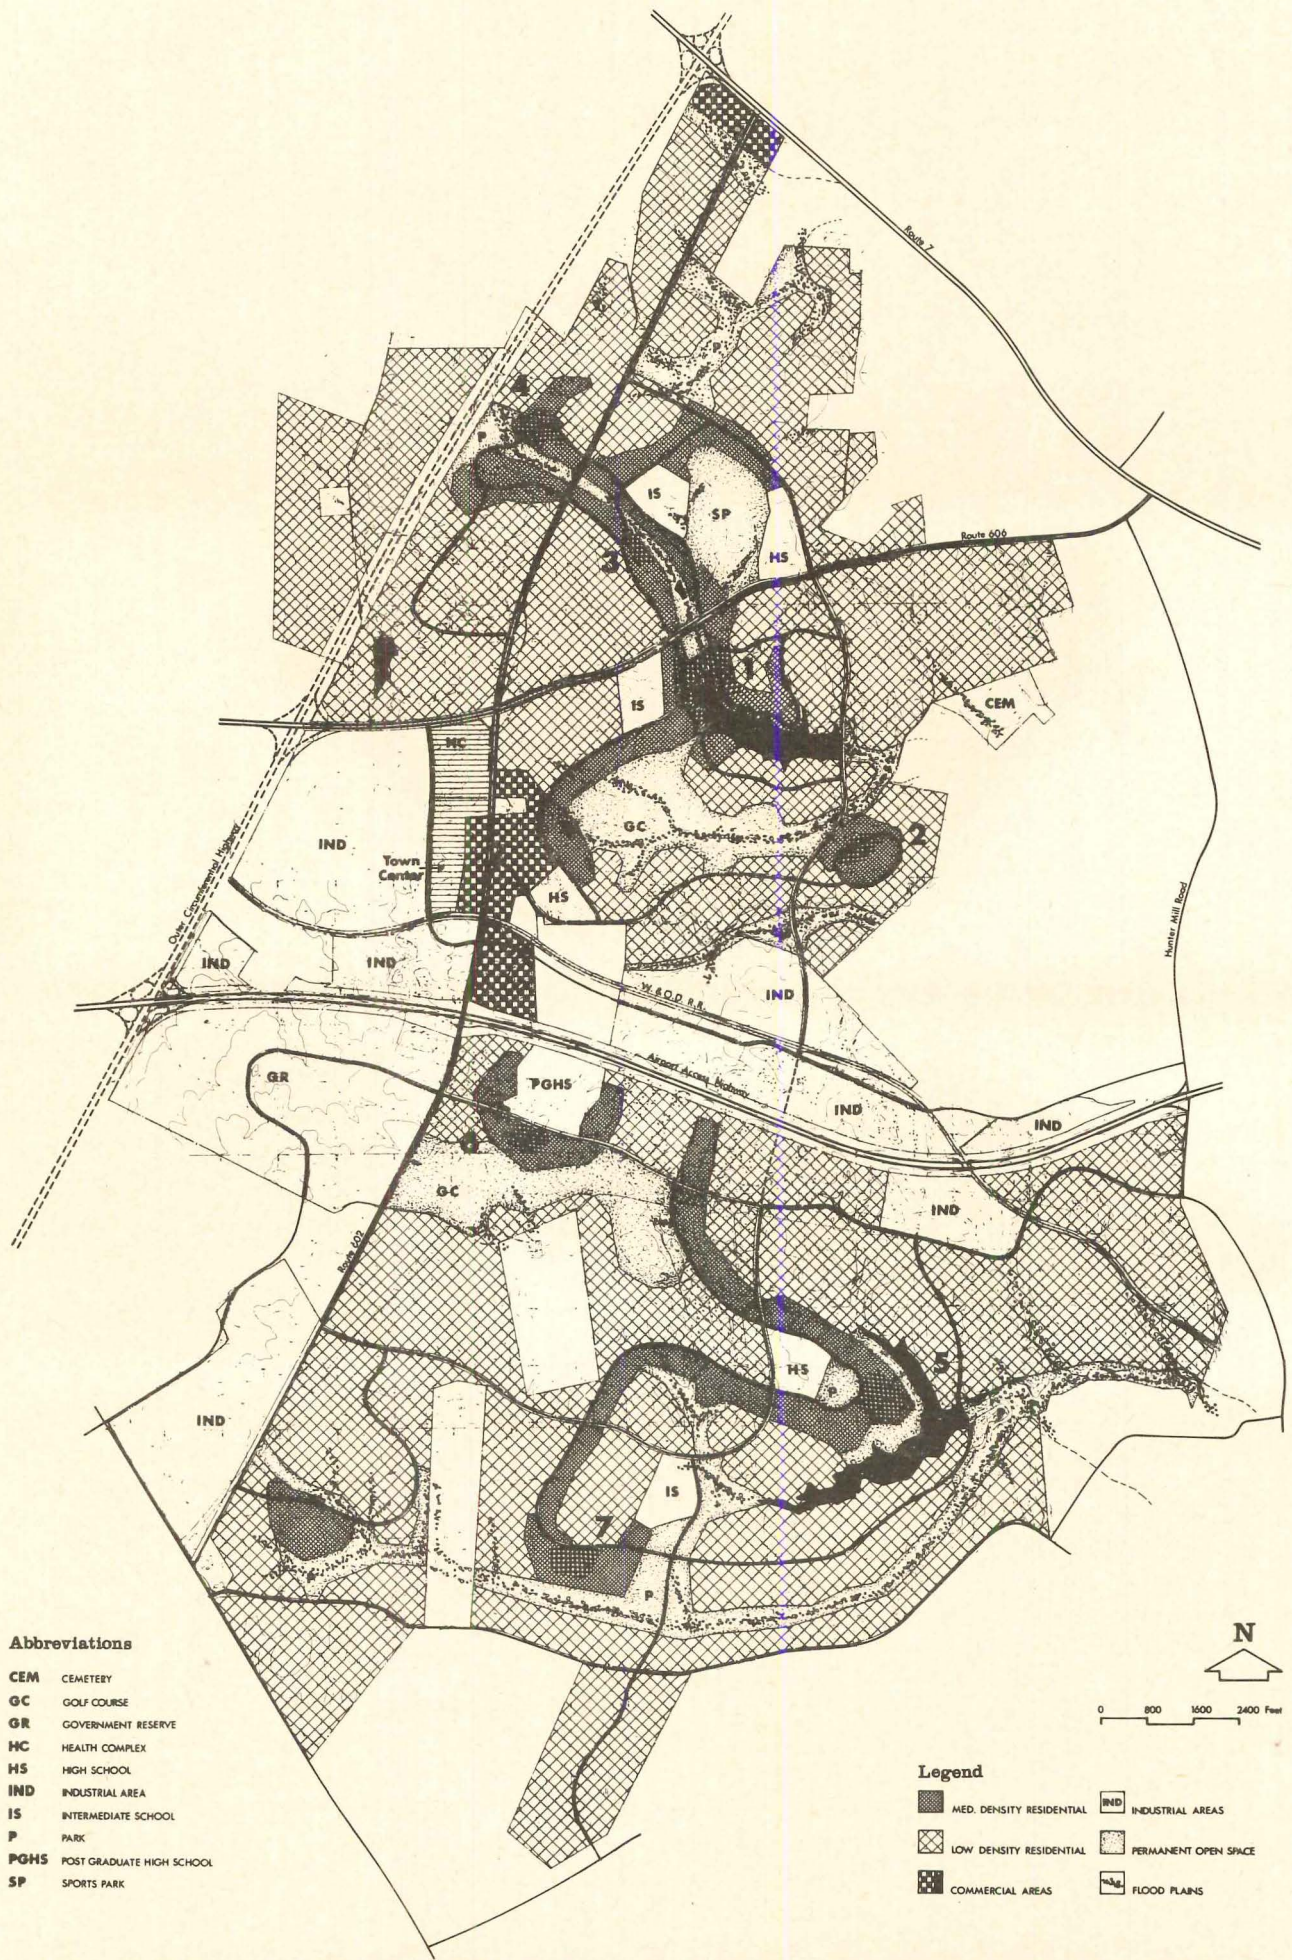 Route 7
P
4
P
IS
SP
Route 606
HS
3
1
CEM
IS
HC
GC
2
IND
Town
Center
HS
Hunter Mill Road
IND
IND
W. & O.D. R.R.
IND
GR
PGHS
Airport Access Highway
IND
IND
6
GC
IND
Route 602
HS
5
P
IND
IS
7
P
P
Abbreviations
CEM CEMETERY
GC GOLF COURSE
GR GOVERNMENT RESERVE
HC HEALTH COMPLEX
HS HIGH SCHOOL
IND INDUSTRIAL AREA
IS INTERMEDIATE SCHOOL
P PARK
PGHS POST GRADUATE HIGH SCHOOL
SP SPORTS PARK
N
0 800 1600 2400 Feet
Legend
MED. DENSITY RESIDENTIAL
IND INDUSTRIAL AREAS
LOW DENSITY RESIDENTIAL
PERMANENT OPEN SPACE
COMMERCIAL AREAS
FLOOD PLAINS